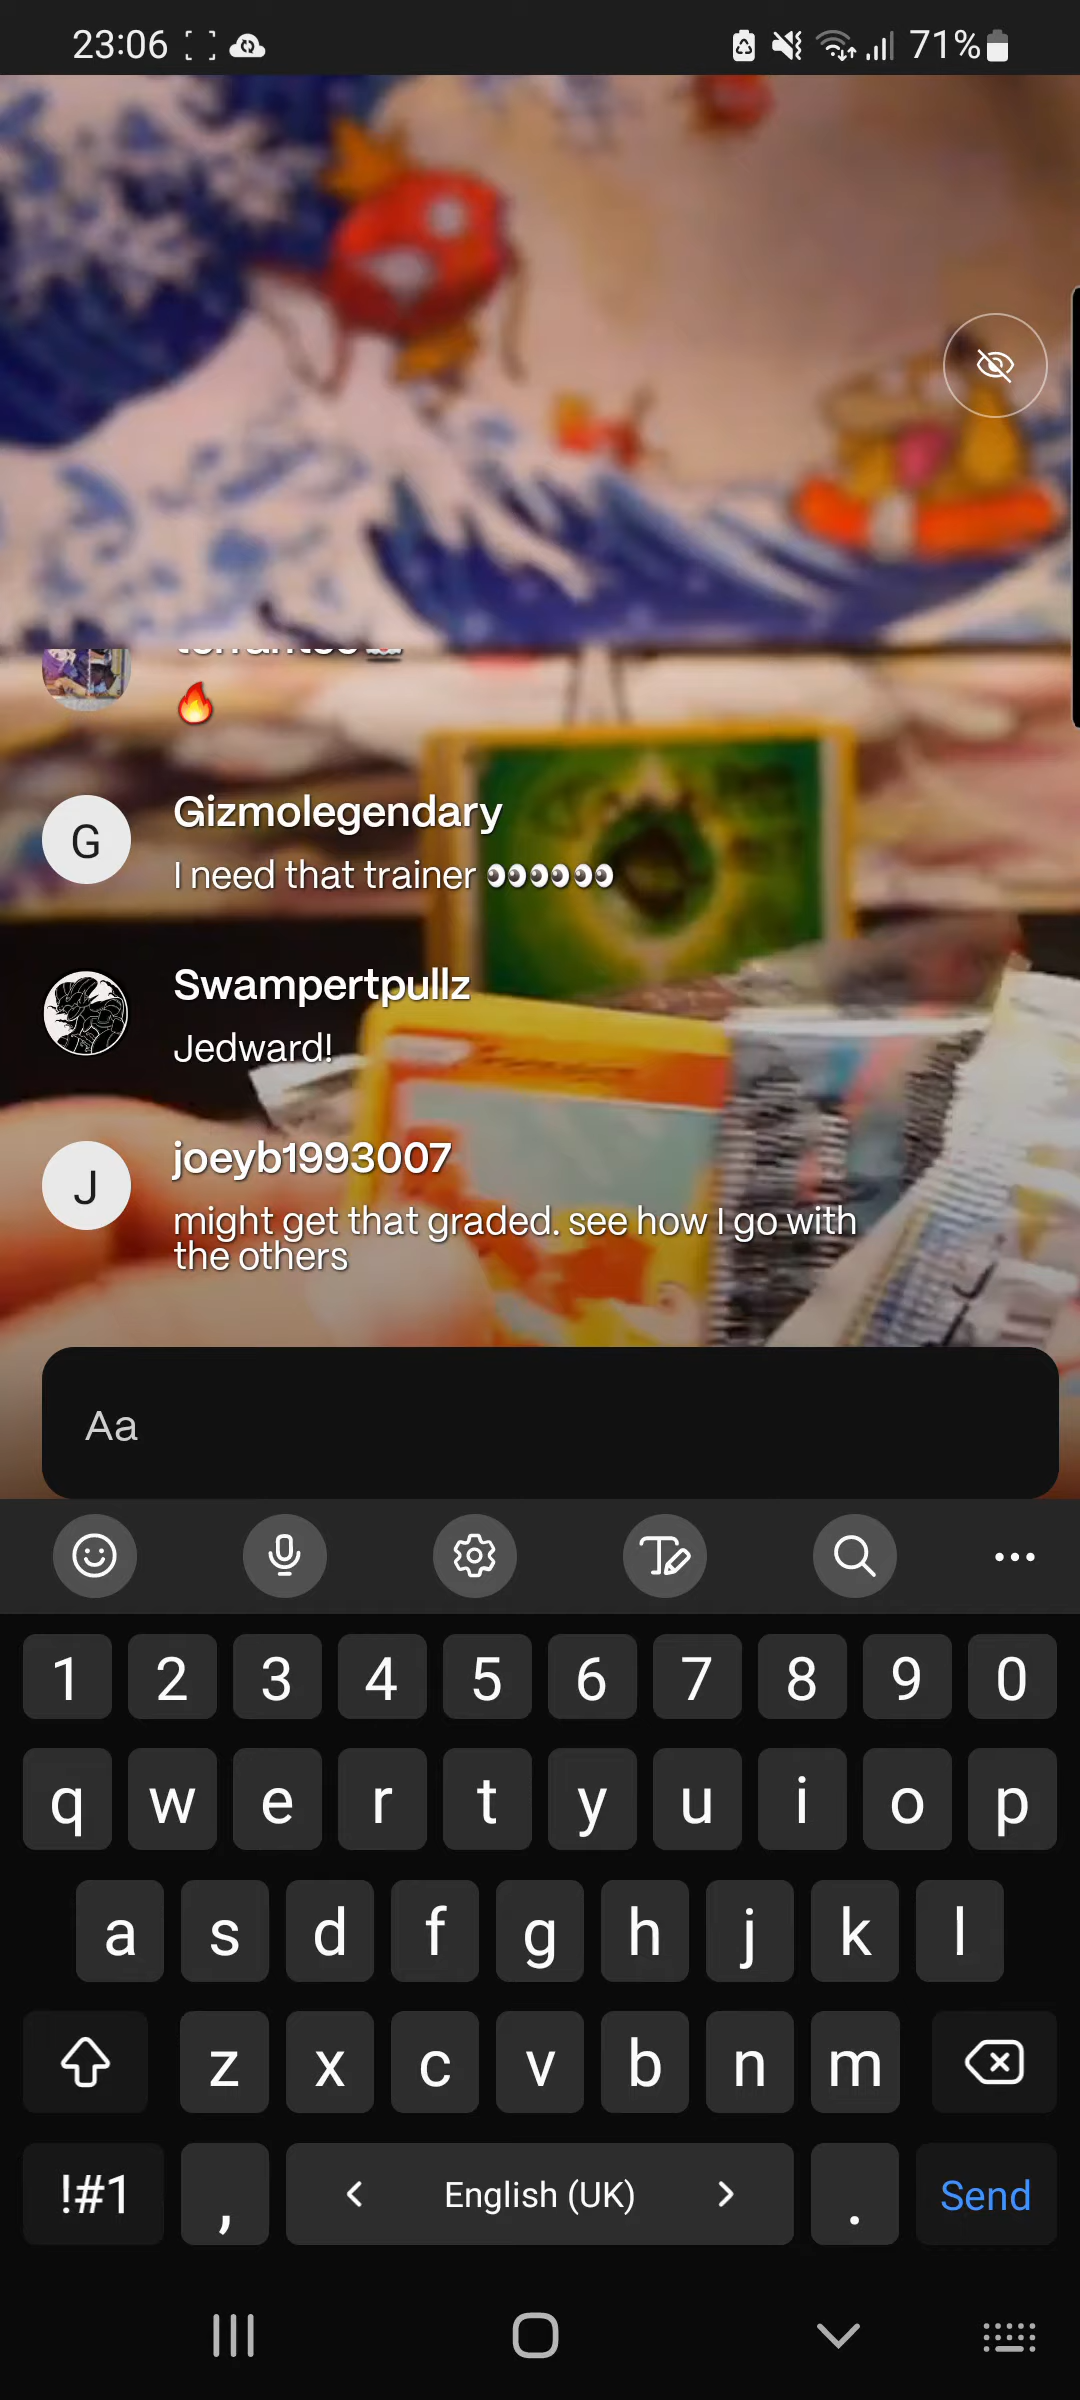 23:06
71%
🔥
Gizmolegendary
I need that trainer 👀👀👀
Swampertpullz
Jedward!
joeyb1993007
might get that graded. see how I go with
the others
Aa
1 2 3 4 5 6 7 8 9 0
q w e r t y u i o p
a s d f g h j k l
z x c v b n m
!#1 , < English (UK) > . Send